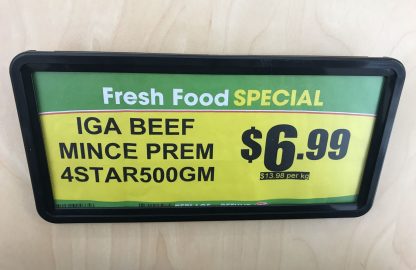 Fresh Food SPECIAL
IGA BEEF
MINCE PREM
4STAR500GM
$6.99
$13.98 per kg